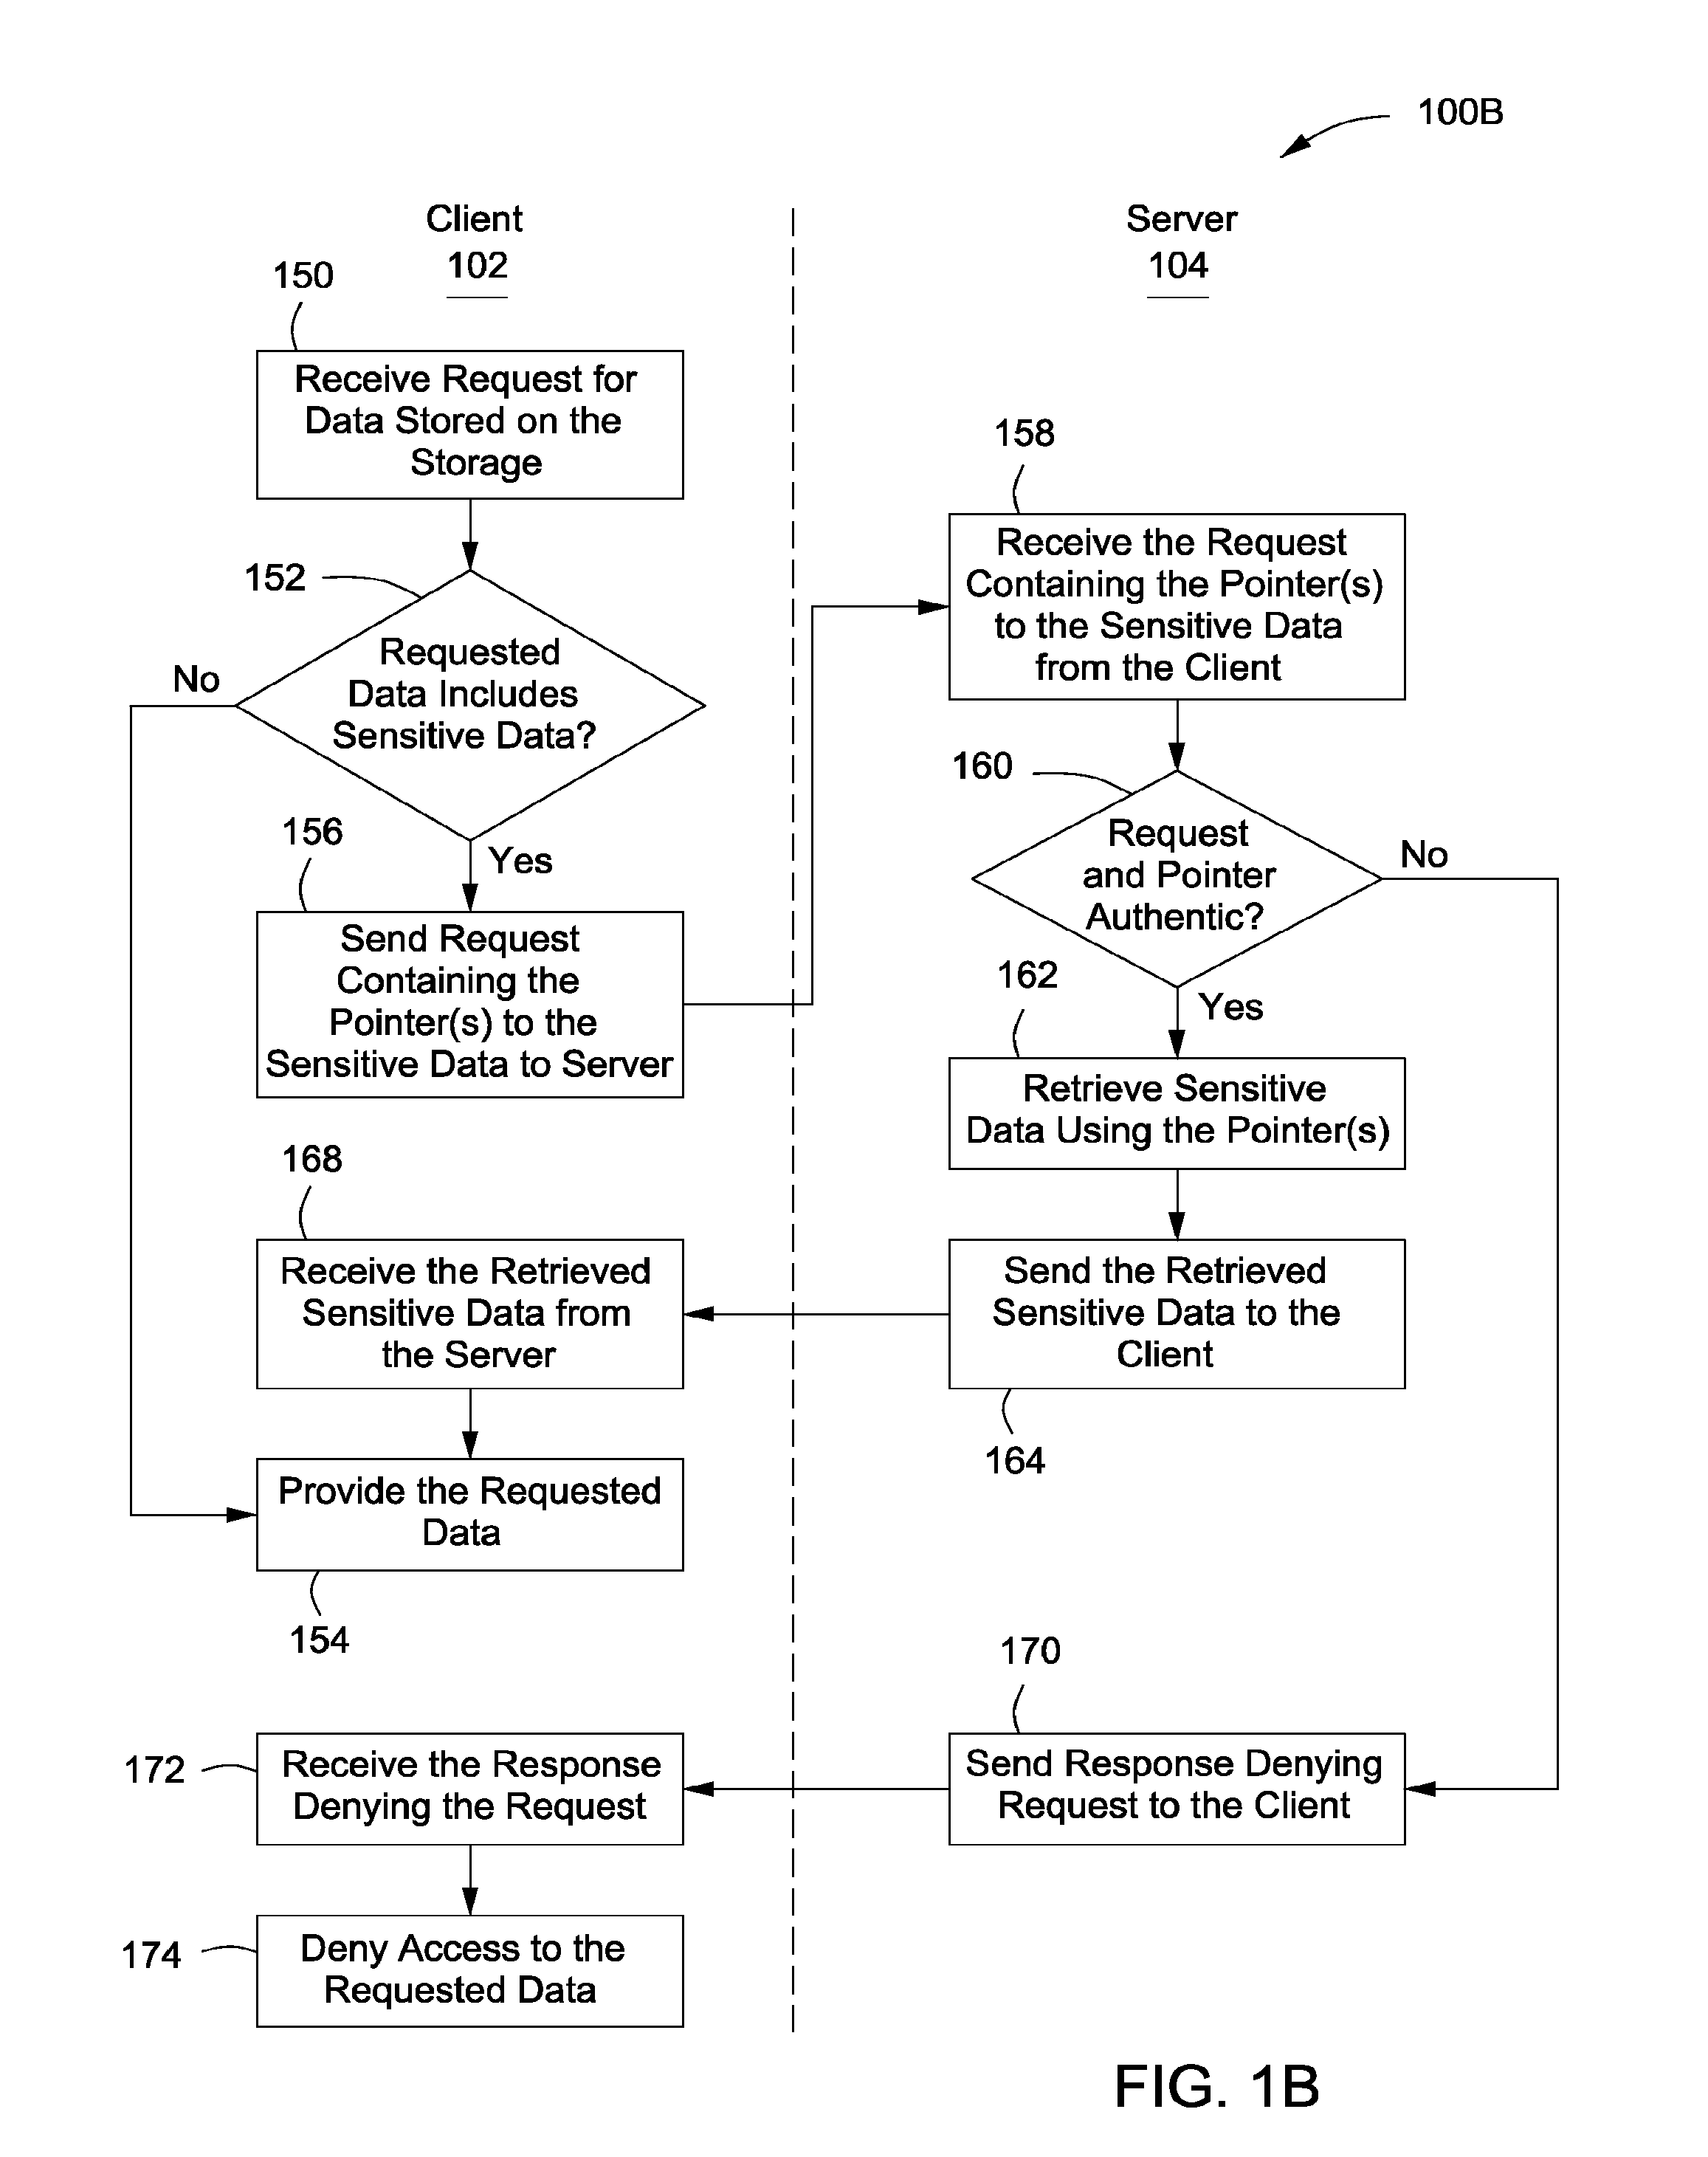 100B
Client
102
Server
104
150
Receive Request for
Data Stored on the
Storage
152
Requested
Data Includes
Sensitive Data?
No
Yes
156
Send Request
Containing the
Pointer(s) to the
Sensitive Data to Server
158
Receive the Request
Containing the Pointer(s)
to the Sensitive Data
from the Client
160
Request
and Pointer
Authentic?
No
Yes
162
Retrieve Sensitive
Data Using the Pointer(s)
Send the Retrieved
Sensitive Data to the
Client
164
168
Receive the Retrieved
Sensitive Data from
the Server
Provide the Requested
Data
154
170
Send Response Denying
Request to the Client
172
Receive the Response
Denying the Request
174
Deny Access to the
Requested Data
FIG. 1B